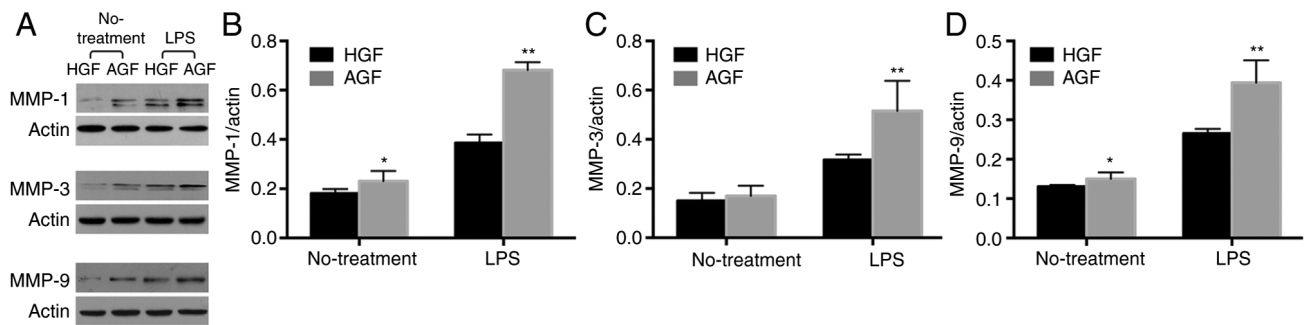 A
No-
treatment LPS
HGF AGF HGF AGF
MMP-1
Actin
MMP-3
Actin
MMP-9
Actin
B
0.8
0.6
0.4
0.2
0.0
MMP-1/actin
HGF
AGF
*
**
No-treatment LPS
C
0.8
0.6
0.4
0.2
0.0
MMP-3/actin
HGF
AGF
**
No-treatment LPS
D
0.5
0.4
0.3
0.2
0.1
0.0
MMP-9/actin
HGF
AGF
*
**
No-treatment LPS